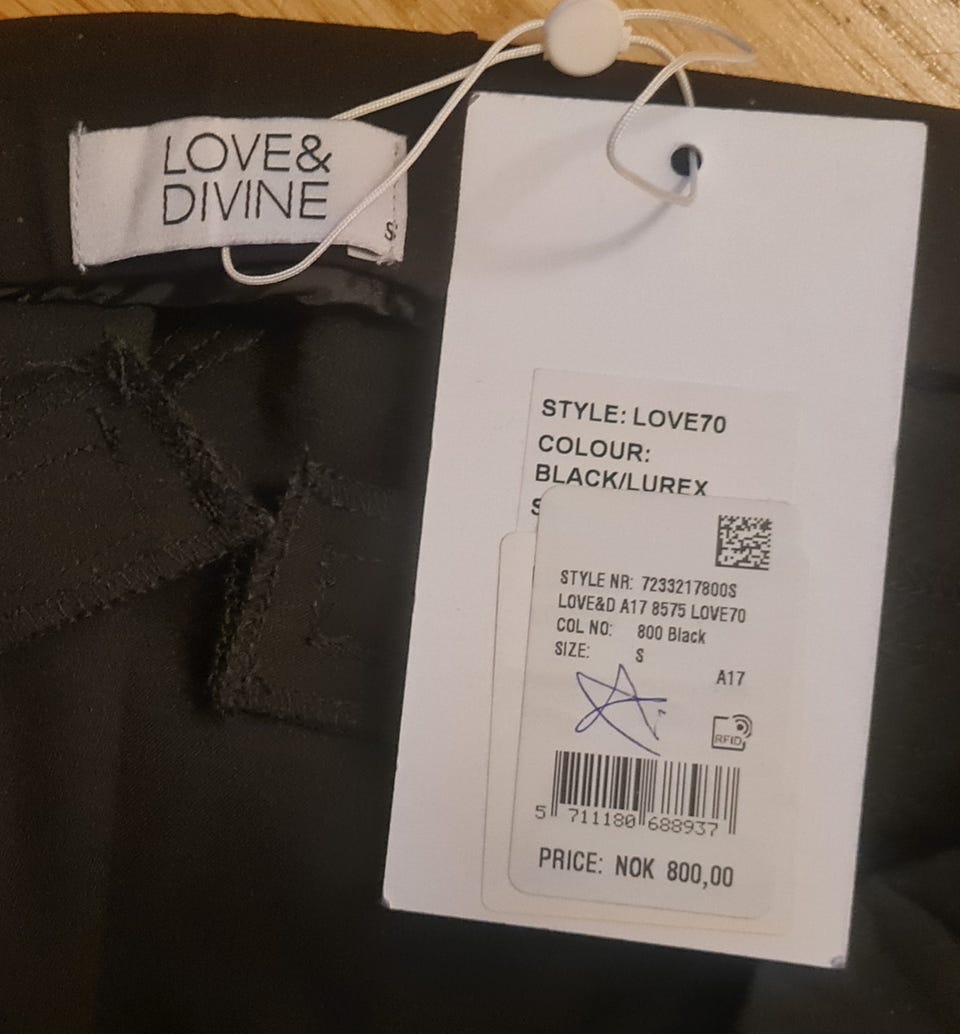 LOVE&
DIVINE
S
STYLE: LOVE70
COLOUR:
BLACK/LUREX
S
STYLE NR: 7233217800S
LOVE&D A17 8575 LOVE70
COL NO: 800 Black
SIZE: S
A17
RFID
5 711180 688937
PRICE: NOK 800,00